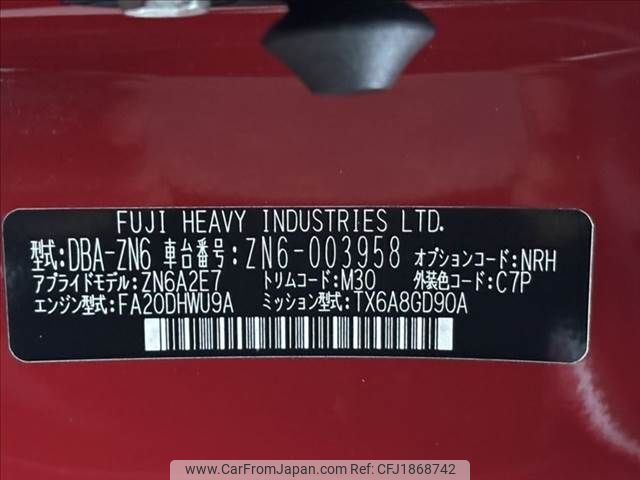 FUJI HEAVY INDUSTRIES LTD.
型式:DBA-ZN6 車台番号:ZN6-003958 オプションコード:NRH
アプライドモデル:ZN6A2E7 トリムコード:M30 外装色コード:C7P
エンジン型式:FA20DHWU9A ミッション型式:TX6A8GD90A
www.CarFromJapan.com Stock No: CFJ1868742